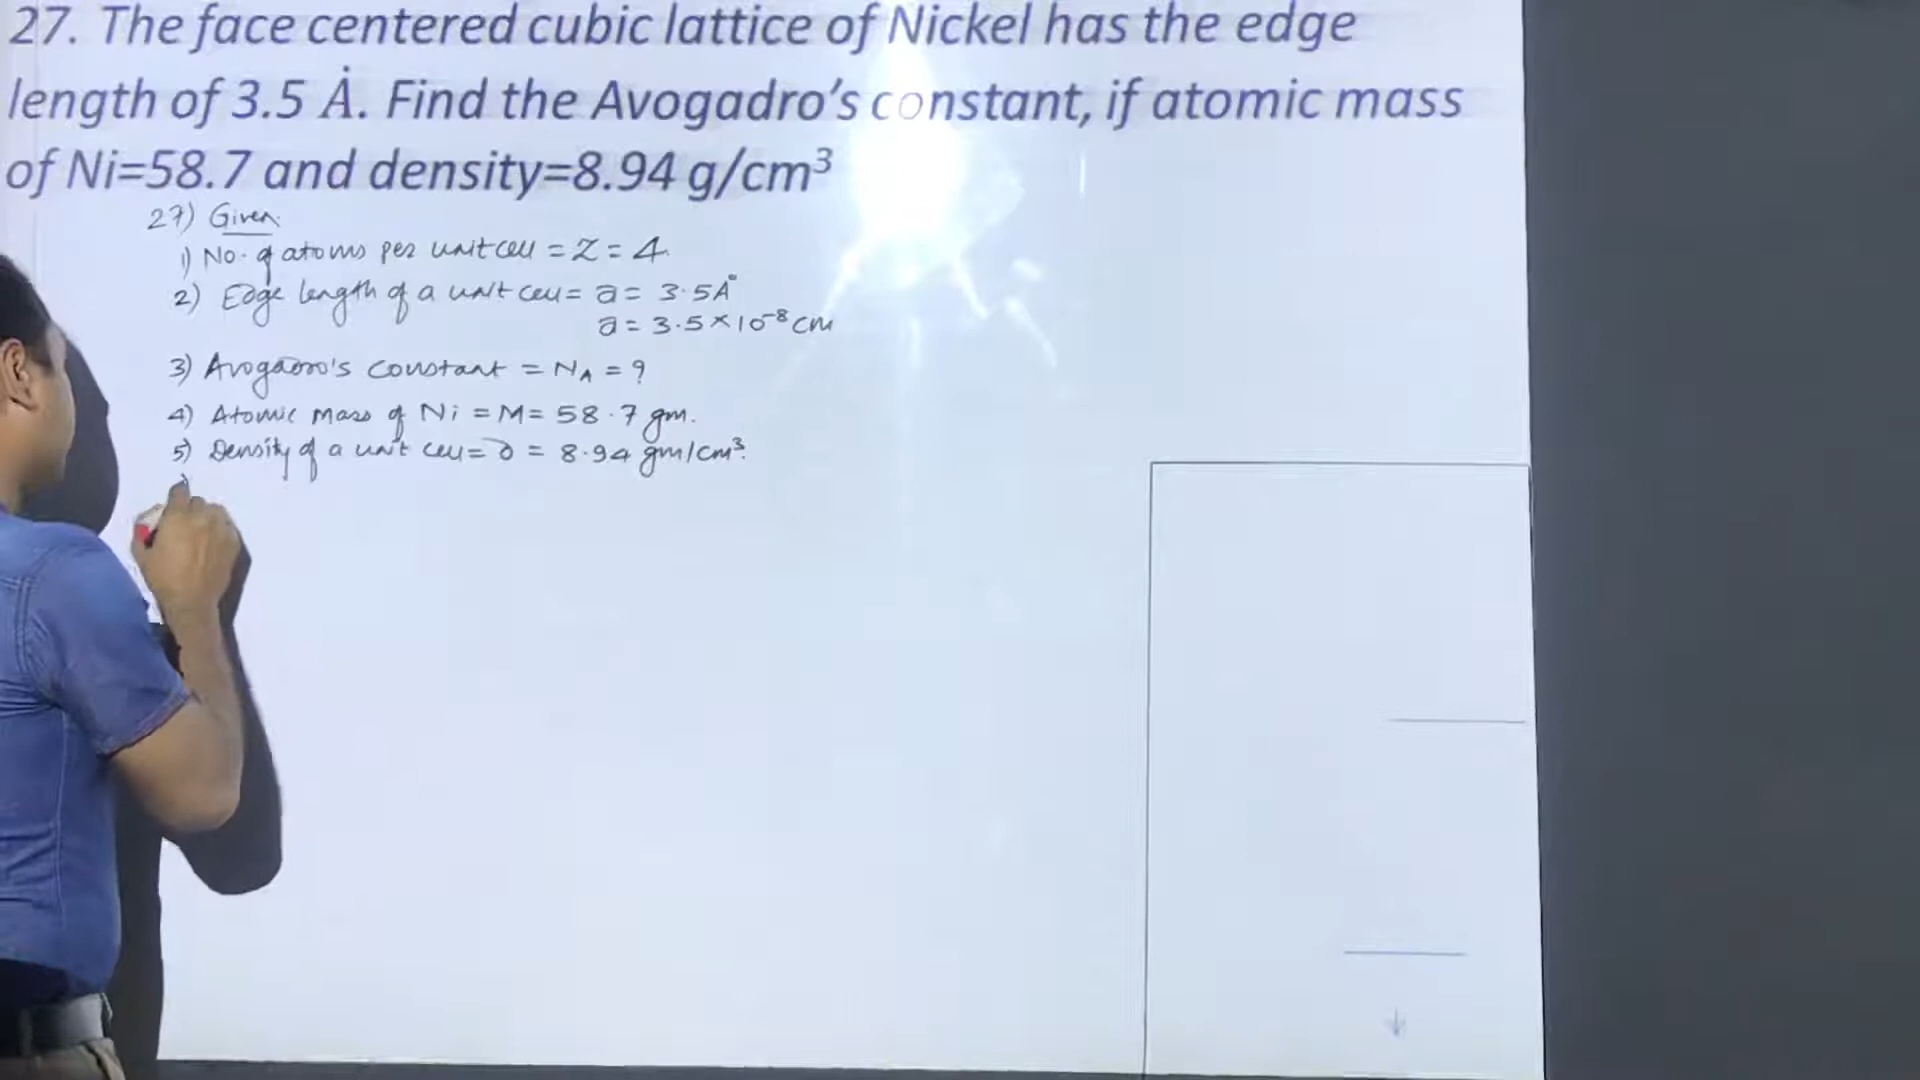 27. The face centered cubic lattice of Nickel has the edge
length of 3.5 Ȧ. Find the Avogadro's constant, if atomic mass
of Ni=58.7 and density=8.94 g/cm³
27) Given.
1) No. of atoms per unit cell = Z = 4.
2) Edge length of a unit cell = a = 3.5Å
a = 3.5×10⁻⁸ cm
3) Avogadro's constant = N_A = ?
4) Atomic Mass of Ni = M = 58.7 gm.
5) Density of a unit cell = ∂ = 8.94 gm/cm³.